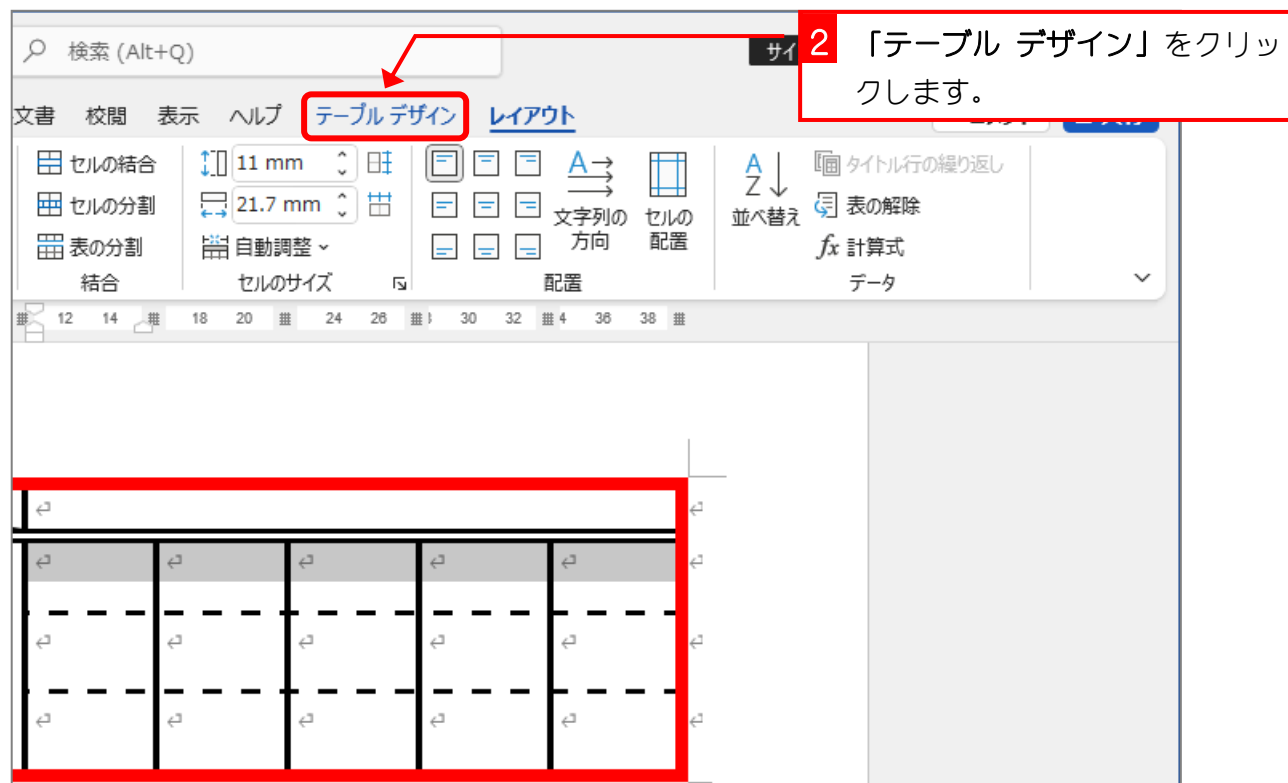 検索 (Alt+Q)
サイ
2 「テーブル デザイン」をクリッ
クします。
文書 校閲 表示 ヘルプ テーブル デザイン レイアウト
セルの結合 11 mm
セルの分割 21.7 mm
表の分割 自動調整
文字列の
方向
セルの
配置
並べ替え
タイトル行の繰り返し
表の解除
fx 計算式
結合 セルのサイズ 配置 データ
12 14 18 20 24 26 30 32 4 36 38